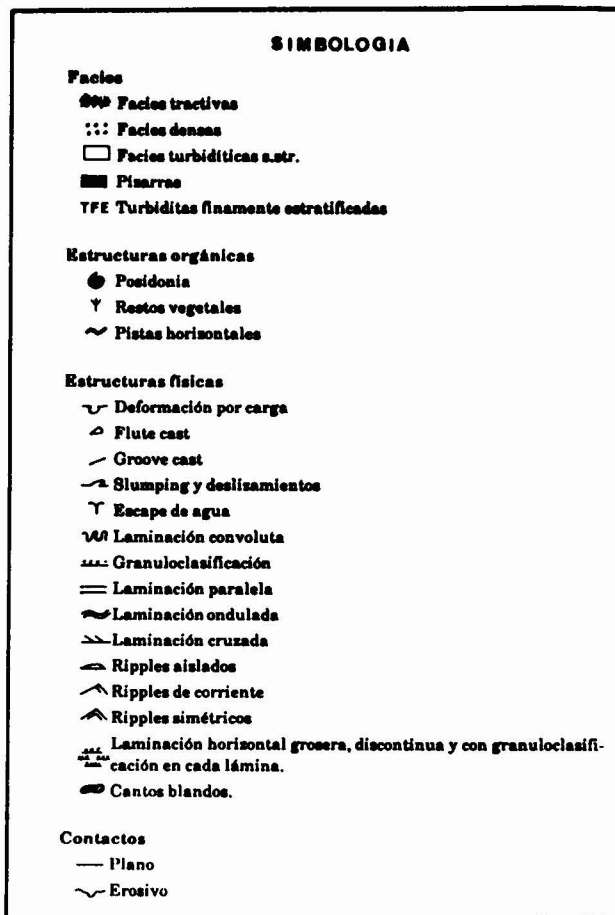 SIMBOLOGIA
Facies
Facies tractivas
Facies densas
Facies turbidíticas s.str.
Pizarras
TFE Turbiditas finamente estratificadas
Estructuras orgánicas
Posidonia
Restos vegetales
Pistas horizontales
Estructuras físicas
Deformación por carga
Flute cast
Groove cast
Slumping y deslizamientos
Escape de agua
Laminación convoluta
Granuloclasificación
Laminación paralela
Laminación ondulada
Laminación cruzada
Ripples aislados
Ripples de corriente
Ripples simétricos
Laminación horizontal grosera, discontinua y con granuloclasifi-
cación en cada lámina.
Cantos blandos.
Contactos
Plano
Erosivo